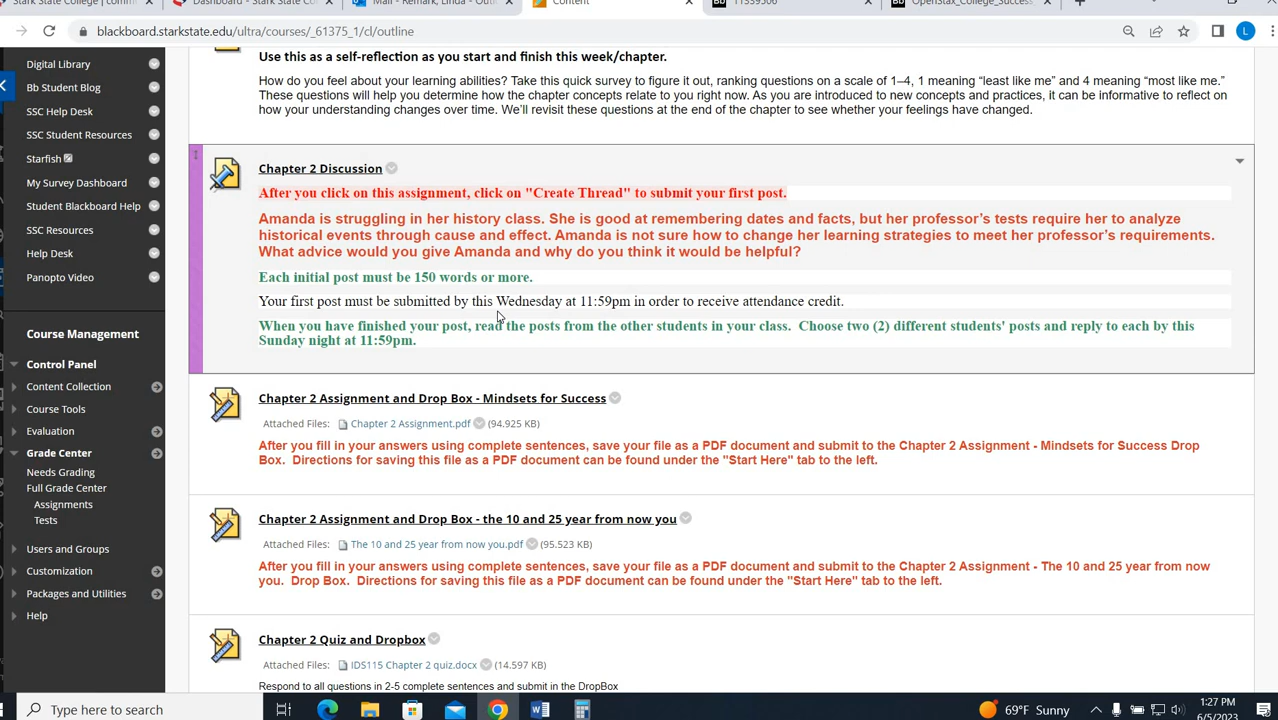 Stark State College | comm
Dashboard - Stark State Co
Mail - Remark, Linda - Outl
Content
Bb
11339506
Bb
OpenStax_College_Success
blackboard.starkstate.edu/ultra/courses/_61375_1/cl/outline
L
Digital Library
Bb Student Blog
SSC Help Desk
SSC Student Resources
Starfish
My Survey Dashboard
Student Blackboard Help
SSC Resources
Help Desk
Panopto Video
Course Management
Control Panel
Content Collection
Course Tools
Evaluation
Grade Center
Needs Grading
Full Grade Center
Assignments
Tests
Users and Groups
Customization
Packages and Utilities
Help
Use this as a self-reflection as you start and finish this week/chapter.
How do you feel about your learning abilities? Take this quick survey to figure it out, ranking questions on a scale of 1–4, 1 meaning “least like me” and 4 meaning “most like me.”
These questions will help you determine how the chapter concepts relate to you right now. As you are introduced to new concepts and practices, it can be informative to reflect on
how your understanding changes over time. We’ll revisit these questions at the end of the chapter to see whether your feelings have changed.
Chapter 2 Discussion
After you click on this assignment, click on "Create Thread" to submit your first post.
Amanda is struggling in her history class. She is good at remembering dates and facts, but her professor’s tests require her to analyze
historical events through cause and effect. Amanda is not sure how to change her learning strategies to meet her professor’s requirements.
What advice would you give Amanda and why do you think it would be helpful?
Each initial post must be 150 words or more.
Your first post must be submitted by this Wednesday at 11:59pm in order to receive attendance credit.
When you have finished your post, read the posts from the other students in your class. Choose two (2) different students' posts and reply to each by this
Sunday night at 11:59pm.
Chapter 2 Assignment and Drop Box - Mindsets for Success
Attached Files: Chapter 2 Assignment.pdf (94.925 KB)
After you fill in your answers using complete sentences, save your file as a PDF document and submit to the Chapter 2 Assignment - Mindsets for Success Drop
Box. Directions for saving this file as a PDF document can be found under the "Start Here" tab to the left.
Chapter 2 Assignment and Drop Box - the 10 and 25 year from now you
Attached Files: The 10 and 25 year from now you.pdf (95.523 KB)
After you fill in your answers using complete sentences, save your file as a PDF document and submit to the Chapter 2 Assignment - The 10 and 25 year from now
you. Drop Box. Directions for saving this file as a PDF document can be found under the "Start Here" tab to the left.
Chapter 2 Quiz and Dropbox
Attached Files: IDS115 Chapter 2 quiz.docx (14.597 KB)
Respond to all questions in 2-5 complete sentences and submit in the DropBox
Type here to search
69°F Sunny
1:27 PM
6/5/2023